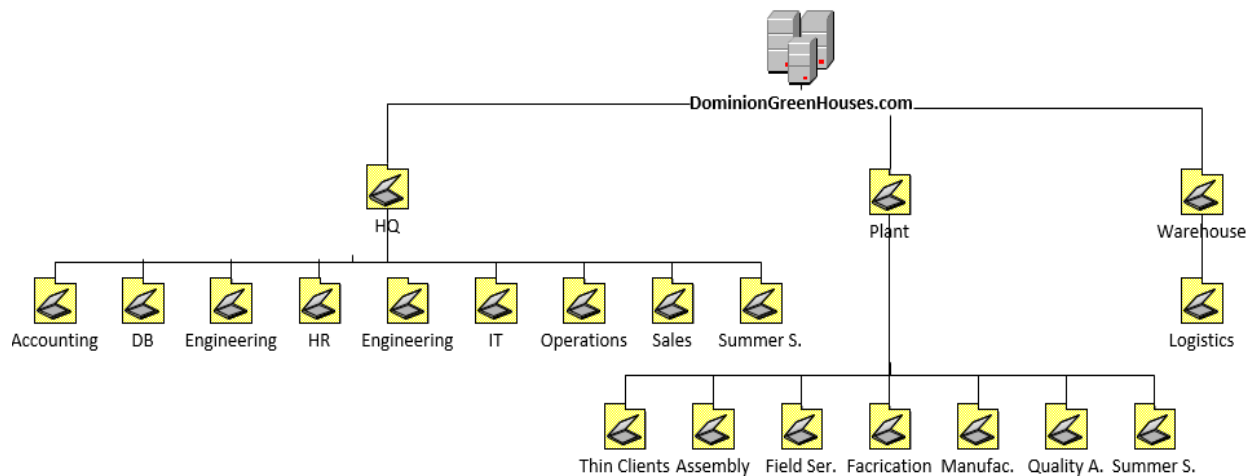 DominionGreenHouses.com
HQ
Plant
Warehouse
Accounting DB Engineering HR Engineering IT Operations Sales Summer S.
Logistics
Thin Clients Assembly Field Ser. Facrication Manufac. Quality A. Summer S.